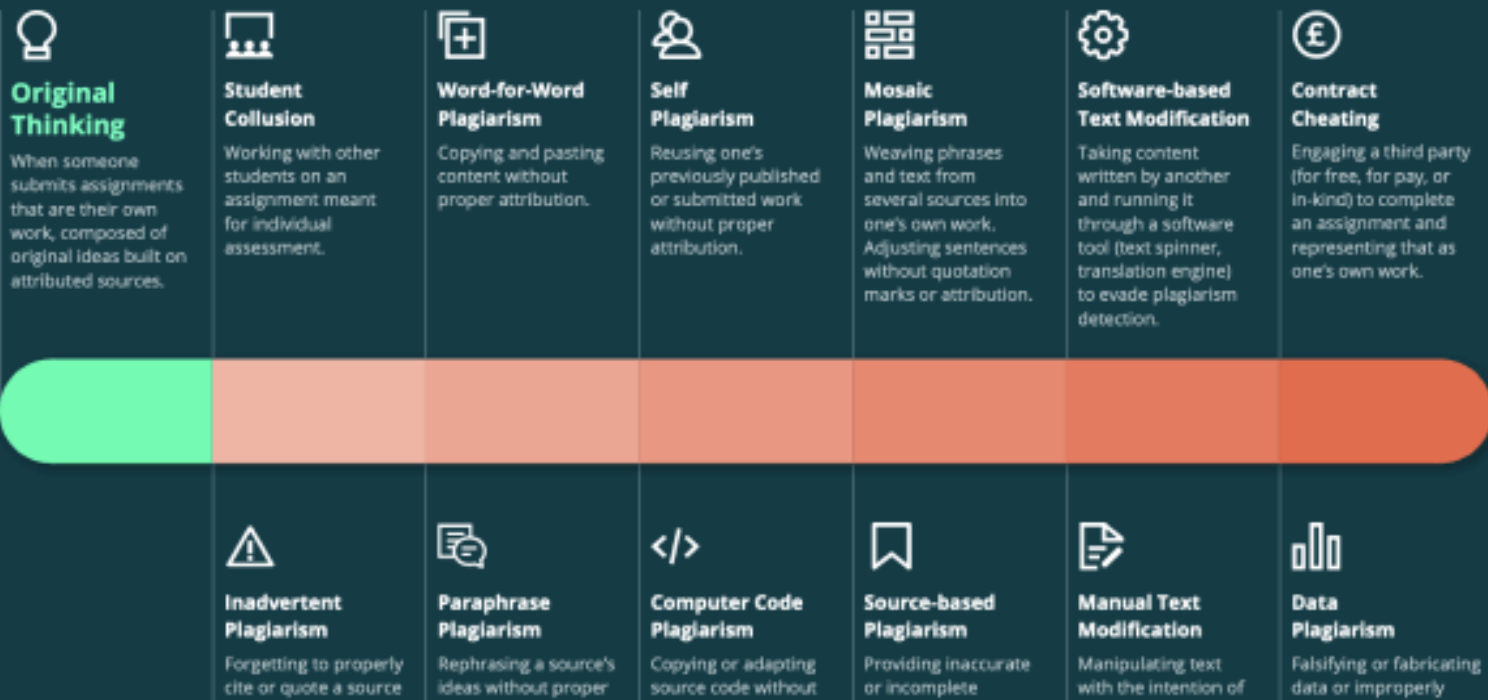 Original
Thinking
When someone
submits assignments
that are their own
work, composed of
original ideas built on
attributed sources.
Student
Collusion
Working with other
students on an
assignment meant
for individual
assessment.
Word-for-Word
Plagiarism
Copying and pasting
content without
proper attribution.
Self
Plagiarism
Reusing one's
previously published
or submitted work
without proper
attribution.
Mosaic
Plagiarism
Weaving phrases
and text from
several sources into
one's own work.
Adjusting sentences
without quotation
marks or attribution.
Software-based
Text Modification
Taking content
written by another
and running it
through a software
tool (text spinner,
translation engine)
to evade plagiarism
detection.
£
Contract
Cheating
Engaging a third party
(for free, for pay, or
in-kind) to complete
an assignment and
representing that as
one's own work.
Inadvertent
Plagiarism
Forgetting to properly
cite or quote a source
Paraphrase
Plagiarism
Rephrasing a source's
ideas without proper
</>
Computer Code
Plagiarism
Copying or adapting
source code without
Source-based
Plagiarism
Providing inaccurate
or incomplete
Manual Text
Modification
Manipulating text
with the intention of
Data
Plagiarism
Falsifying or fabricating
data or improperly